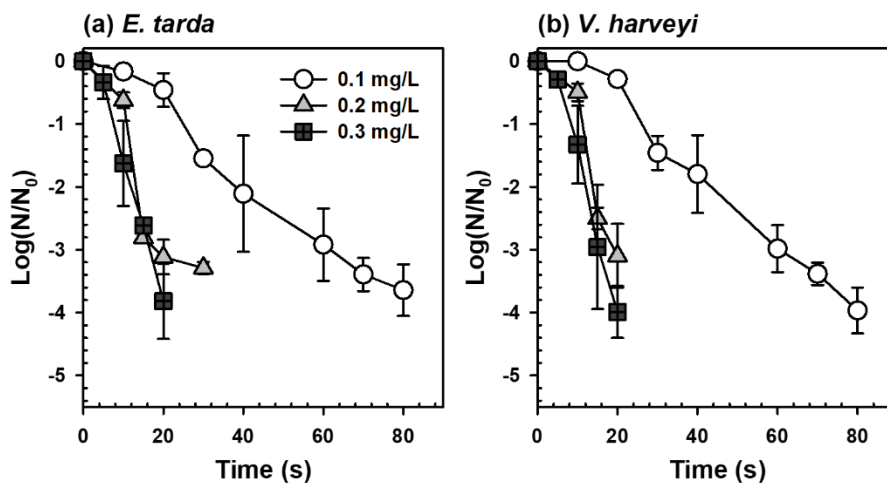 (a) E. tarda
(b) V. harveyi
Log(N/N0)
0
-1
-2
-3
-4
-5
0.1 mg/L
0.2 mg/L
0.3 mg/L
0 20 40 60 80
Time (s)
Log(N/N0)
0
-1
-2
-3
-4
-5
0 20 40 60 80
Time (s)